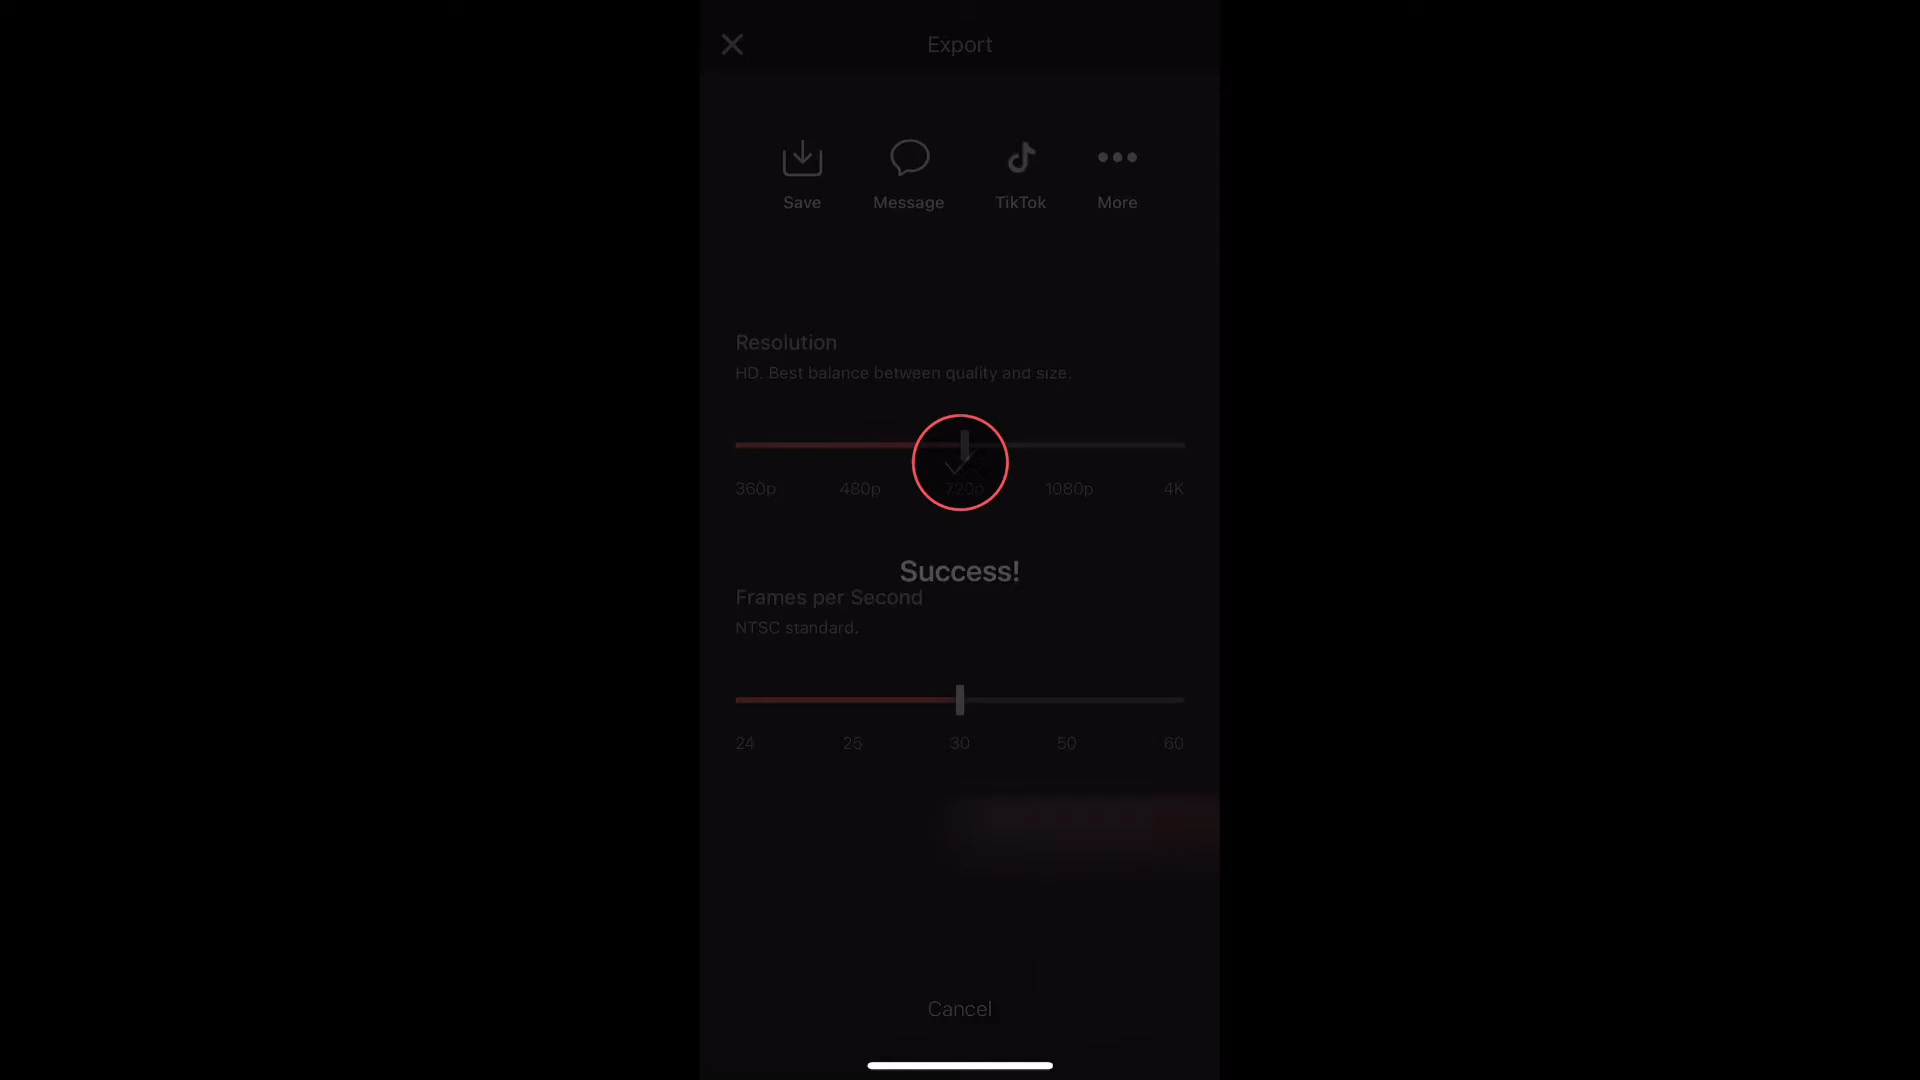 Export
Save Message TikTok More
Resolution
HD. Best balance between quality and size.
360p 480p 720p 1080p 4K
Success!
Frames per Second
NTSC standard.
24 25 30 50 60
Cancel